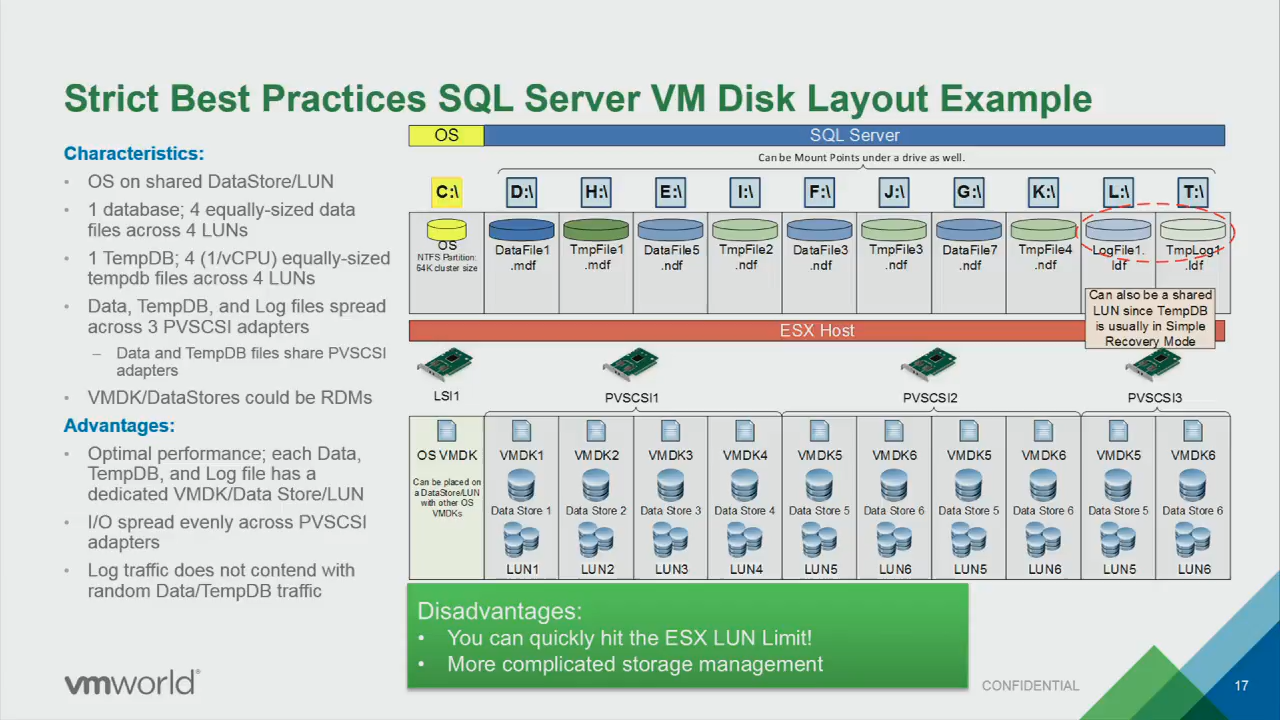 Strict Best Practices SQL Server VM Disk Layout Example
Characteristics:
• OS on shared DataStore/LUN
• 1 database; 4 equally-sized data
files across 4 LUNs
• 1 TempDB; 4 (1/vCPU) equally-sized
tempdb files across 4 LUNs
• Data, TempDB, and Log files spread
across 3 PVSCSI adapters
– Data and TempDB files share PVSCSI
adapters
• VMDK/DataStores could be RDMs
Advantages:
• Optimal performance; each Data,
TempDB, and Log file has a
dedicated VMDK/Data Store/LUN
• I/O spread evenly across PVSCSI
adapters
• Log traffic does not contend with
random Data/TempDB traffic
OS SQL Server
Can be Mount Points under a drive as well.
C:\ D:\ H:\ E:\ I:\ F:\ J:\ G:\ K:\ L:\ T:\
OS
NTFS Partition:
64K cluster size
DataFile1
.mdf
TmpFile1
.mdf
DataFile5
.ndf
TmpFile2
.ndf
DataFile3
.ndf
TmpFile3
.ndf
DataFile7
.ndf
TmpFile4
.ndf
LogFile1.
ldf
TmpLog1
.ldf
Can also be a shared
LUN since TempDB
is usually in Simple
Recovery Mode
ESX Host
LSI1 PVSCSI1 PVSCSI2 PVSCSI3
OS VMDK VMDK1 VMDK2 VMDK3 VMDK4 VMDK5 VMDK6 VMDK5 VMDK6 VMDK5 VMDK6
Can be placed on
a DataStore/LUN
with other OS
VMDKs
Data Store 1 Data Store 2 Data Store 3 Data Store 4 Data Store 5 Data Store 6 Data Store 5 Data Store 6 Data Store 5 Data Store 6
LUN1 LUN2 LUN3 LUN4 LUN5 LUN6 LUN5 LUN6 LUN5 LUN6
Disadvantages:
• You can quickly hit the ESX LUN Limit!
• More complicated storage management
vmworld®
CONFIDENTIAL
17